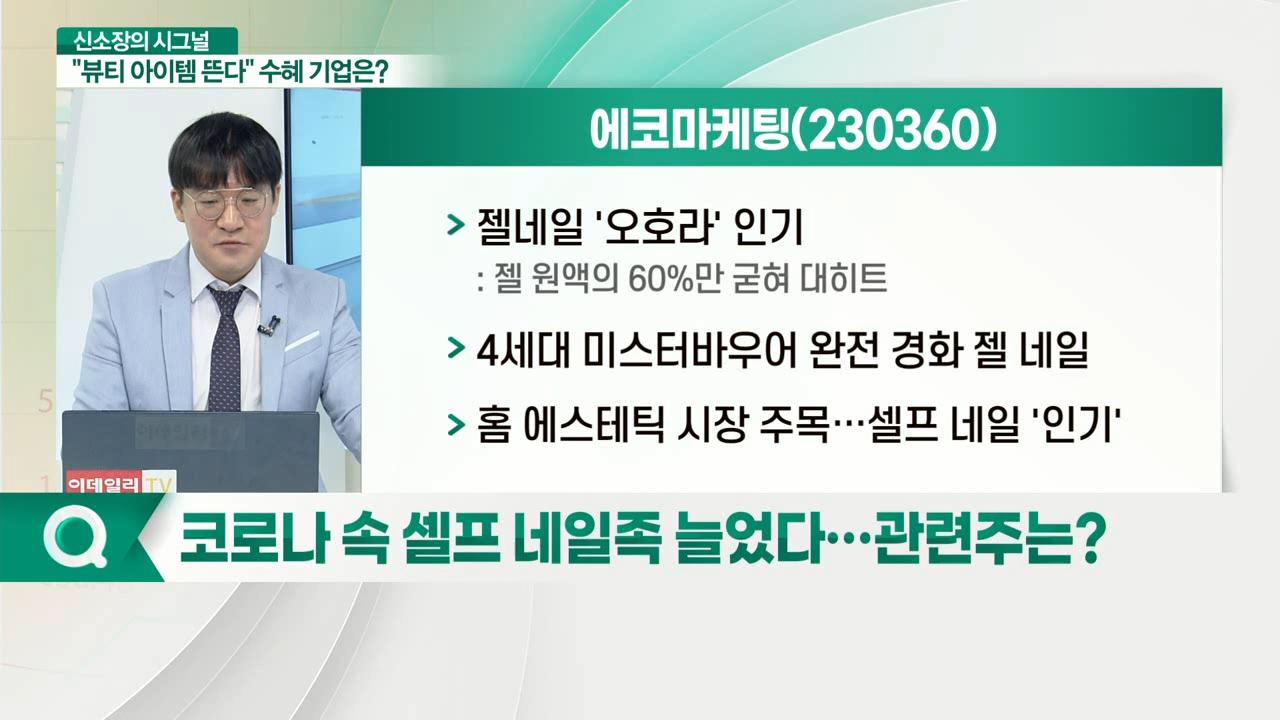 신소장의 시그널
"뷰티 아이템 뜬다" 수혜 기업은?
에코마케팅(230360)
> 젤네일 '오호라' 인기
: 젤 원액의 60%만 굳혀 대히트
> 4세대 미스터바우어 완전 경화 젤 네일
> 홈 에스테틱 시장 주목…셀프 네일 '인기'
이데일리 TV
Q 코로나 속 셀프 네일족 늘었다…관련주는?